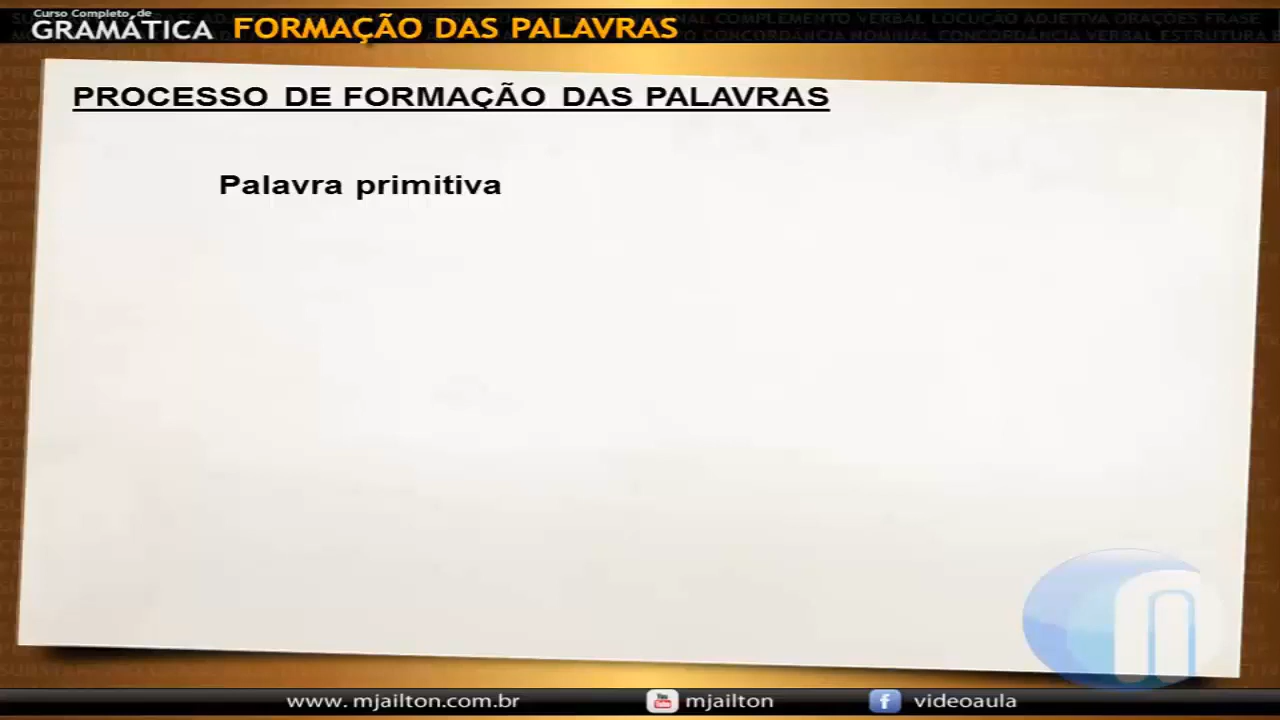 Curso Completo de
GRAMÁTICA FORMAÇÃO DAS PALAVRAS
PROCESSO DE FORMAÇÃO DAS PALAVRAS
Palavra primitiva
www.mjailton.com.br
mjailton
videoaula